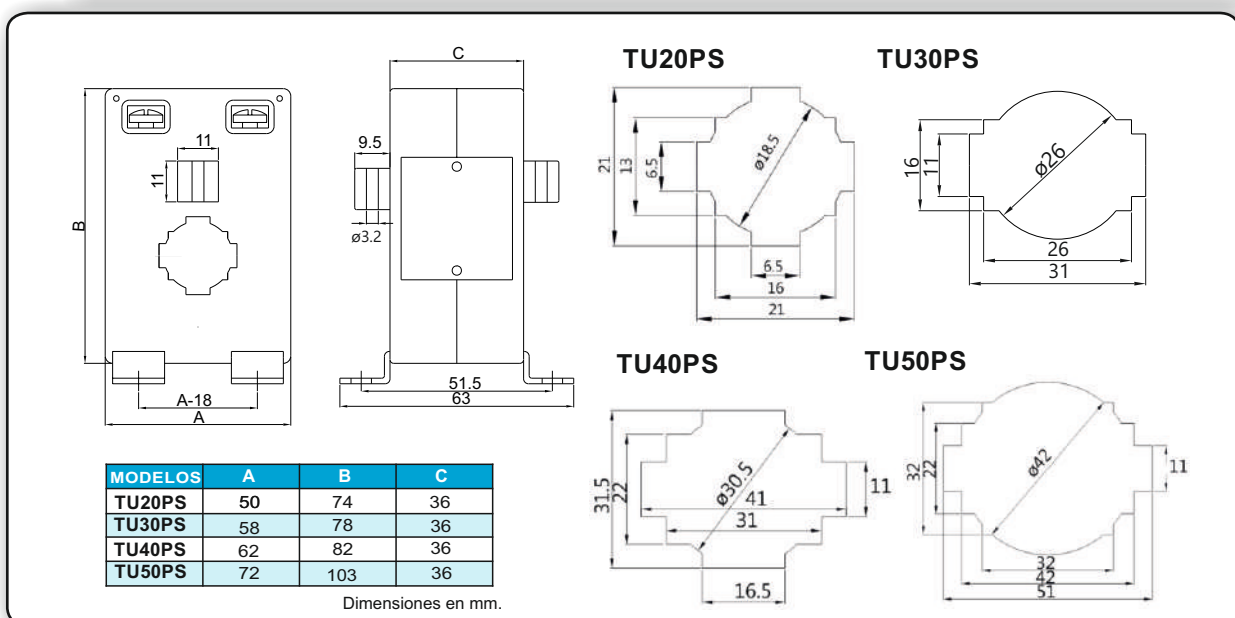 C
9.5
11
11
B
ø3.2
51.5
63
A-18
A
TU20PS
21
13
6.5
ø18.5
6.5
16
21
TU30PS
16
11
ø26
26
31
TU40PS
31.5
22
ø30.5
41
31
11
16.5
TU50PS
32
22
ø42
11
32
42
51
MODELOS A B C
TU20PS 50 74 36
TU30PS 58 78 36
TU40PS 62 82 36
TU50PS 72 103 36
Dimensiones en mm.